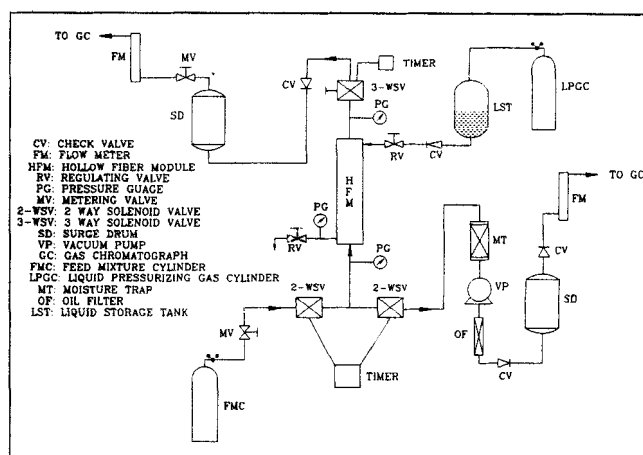 TO GC
FM
MV
SD
CV
TIMER
3-WSV
PG
LST
LPGC
RV
CV
TO GC
CV: CHECK VALVE
FM: FLOW METER
HFM: HOLLOW FIBER MODULE
RV: REGULATING VALVE
PG: PRESSURE GUAGE
MV: METERING VALVE
2-WSV: 2 WAY SOLENOID VALVE
3-WSV: 3 WAY SOLENOID VALVE
SD: SURGE DRUM
VP: VACUUM PUMP
GC: GAS CHROMATOGRAPH
FMC: FEED MIXTURE CYLINDER
LPGC: LIQUID PRESSURIZING GAS CYLINDER
MT: MOISTURE TRAP
OF: OIL FILTER
LST: LIQUID STORAGE TANK
HFM
PG
RV
PG
FM
MT
CV
2-WSV
2-WSV
VP
SD
MV
OF
CV
TIMER
FMC